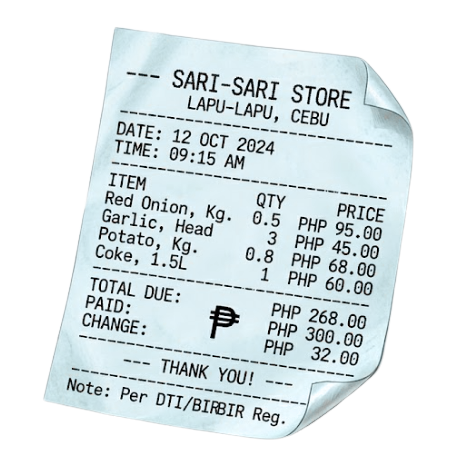 --- SARI-SARI STORE
LAPU-LAPU, CEBU
DATE: 12 OCT 2024
TIME: 09:15 AM
ITEM QTY PRICE
Red Onion, Kg. 0.5 PHP 95.00
Garlic, Head 3 PHP 45.00
Potato, Kg. 0.8 PHP 68.00
Coke, 1.5L 1 PHP 60.00
TOTAL DUE: PHP 268.00
PAID: ₱ PHP 300.00
CHANGE: PHP 32.00
--- THANK YOU! ---
Note: Per DTI/BIRBIR Reg.